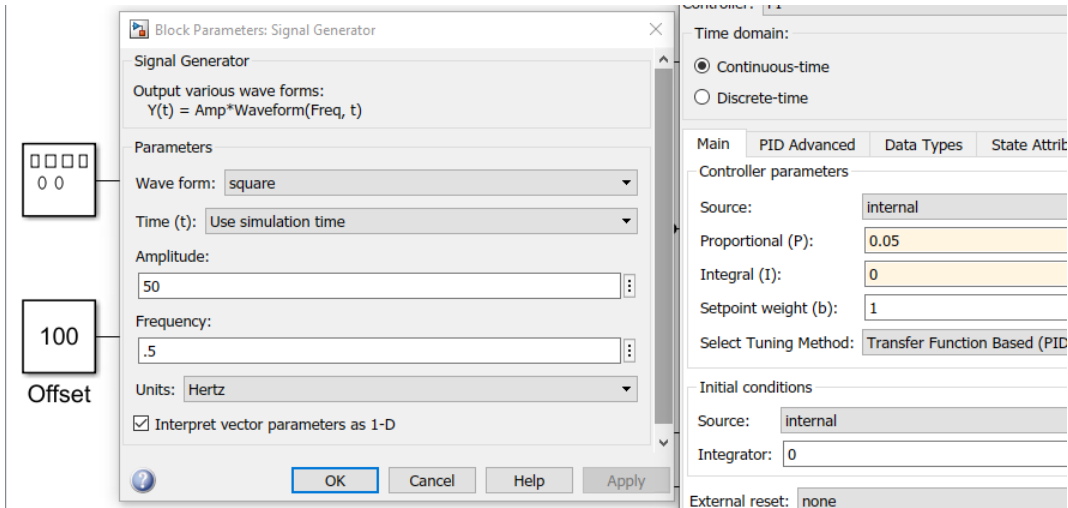 Block Parameters: Signal Generator
Signal Generator
Output various wave forms:
Y(t) = Amp*Waveform(Freq, t)
Parameters
Wave form: square
Time (t): Use simulation time
Amplitude:
50
Frequency:
.5
Units: Hertz
Interpret vector parameters as 1-D
OK Cancel Help Apply
100
Offset
Time domain:
Continuous-time
Discrete-time
Main PID Advanced Data Types State
Controller parameters
Source: internal
Proportional (P): 0.05
Integral (I): 0
Setpoint weight (b): 1
Select Tuning Method: Transfer Function Based (PID
Initial conditions
Source: internal
Integrator: 0
External reset: none